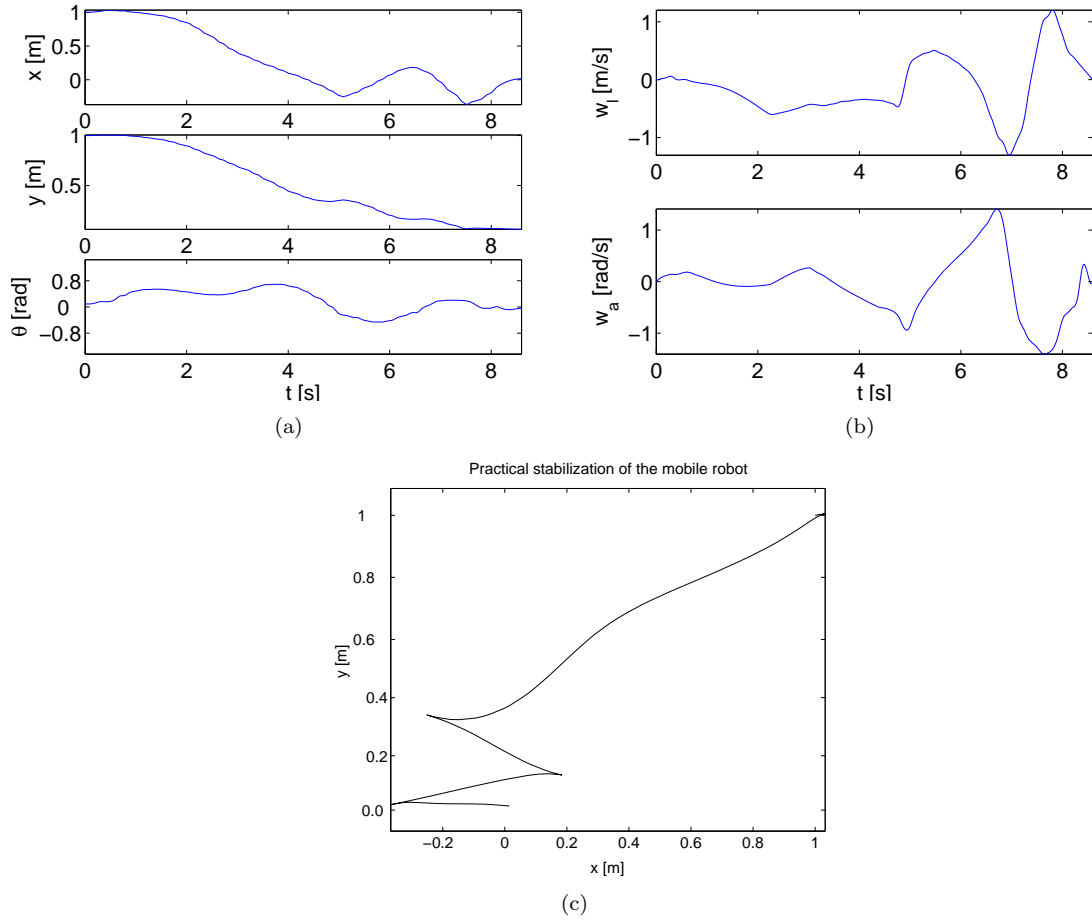 x [m]
1
0.5
0
0 2 4 6 8
y [m]
1
0.5
0 2 4 6 8
θ [rad]
0.8
0
−0.8
0 2 4 6 8
t [s]
(a)
w_l [m/s]
1
0
−1
0 2 4 6 8
w_a [rad/s]
1
0
−1
0 2 4 6 8
t [s]
(b)
Practical stabilization of the mobile robot
y [m]
1
0.8
0.6
0.4
0.2
0.0
−0.2 0 0.2 0.4 0.6 0.8 1
x [m]
(c)